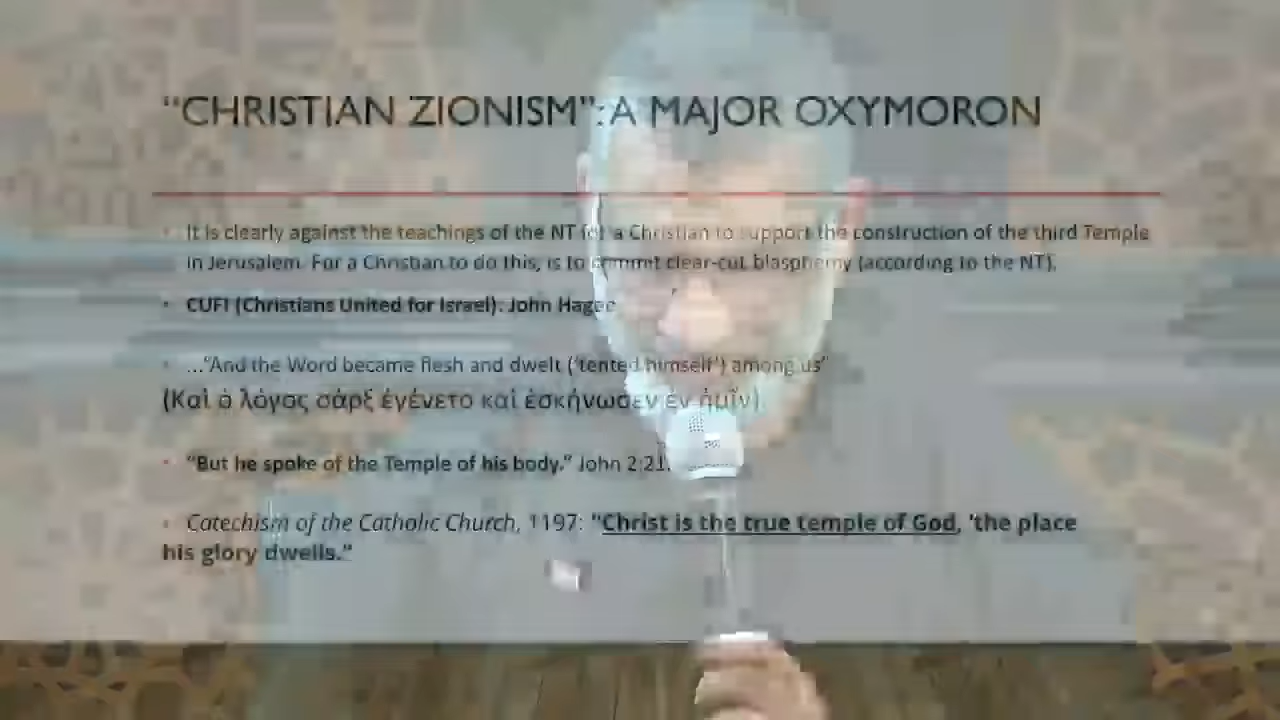 "CHRISTIAN ZIONISM": A MAJOR OXYMORON
• It is clearly against the teachings of the NT for a Christian to support the construction of the third Temple
in Jerusalem. For a Christian to do this, is to commit clear-cut blasphemy (according to the NT).
• CUFI (Christians United for Israel). John Hagee
• …"And the Word became flesh and dwelt ('tented himself') among us"
(Καὶ ὁ λόγος σὰρξ ἐγένετο καὶ ἐσκήνωσεν ἐν ἡμῖν)
• "But he spoke of the Temple of his body." John 2:21.
• Catechism of the Catholic Church, 1197: "Christ is the true temple of God, 'the place
his glory dwells."